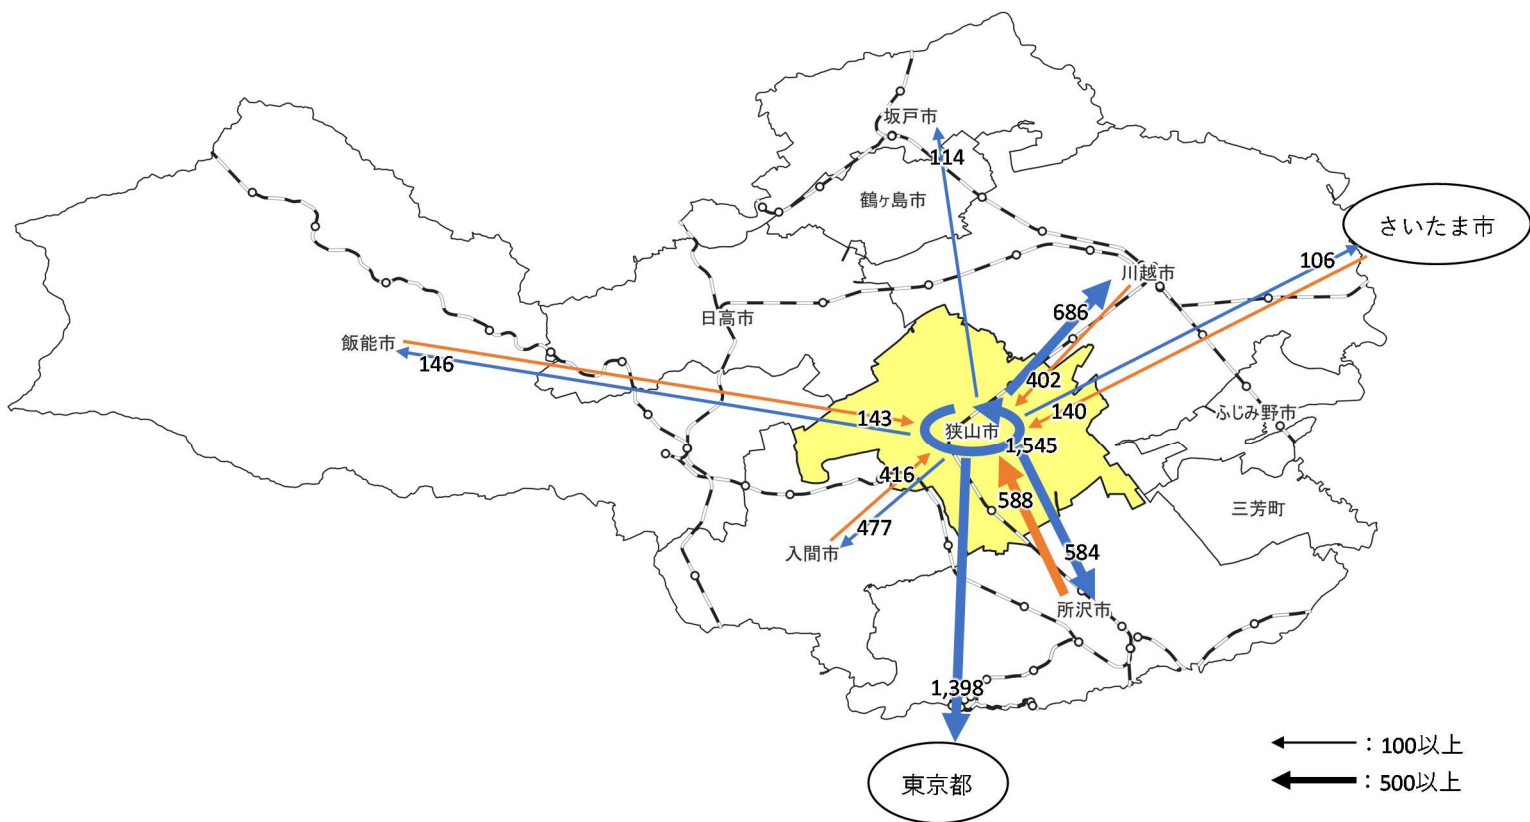 坂戸市
114
鶴ヶ島市
さいたま市
106
川越市
686
日高市
飯能市
146
402
143
140
ふじみ野市
狭山市
1,545
416
588
三芳町
477
入間市
584
所沢市
1,398
東京都
：100以上
：500以上